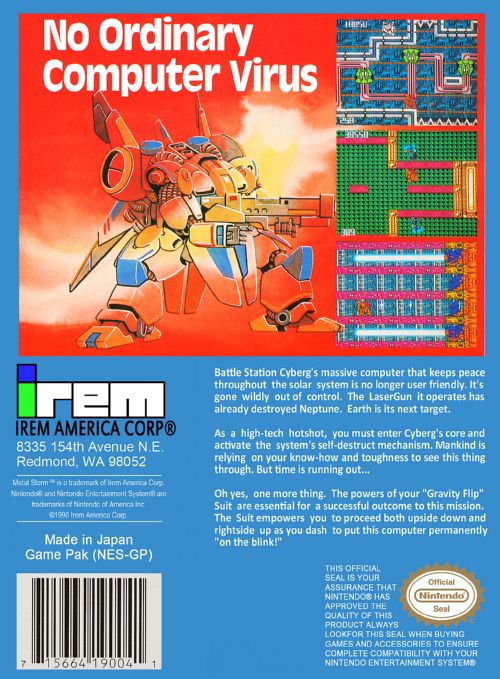 No Ordinary
Computer Virus
10850
258
38550
389
irem
IREM AMERICA CORP®
8335 154th Avenue N.E.
Redmond, WA 98052
Metal Storm™ is a trademark of Irem America Corp.
Nintendo® and Nintendo Entertainment System® are
trademarks of Nintendo of America Inc.
©1990 Irem America Corp.
Made in Japan
Game Pak (NES-GP)
7 15664 19004 1
Battle Station Cyberg's massive computer that keeps peace
throughout the solar system is no longer user friendly. It's
gone wildly out of control. The LaserGun it operates has
already destroyed Neptune. Earth is its next target.
As a high-tech hotshot, you must enter Cyberg's core and
activate the system's self-destruct mechanism. Mankind is
relying on your know-how and toughness to see this thing
through. But time is running out...
Oh yes, one more thing. The powers of your "Gravity Flip"
Suit are essential for a successful outcome to this mission.
The Suit empowers you to proceed both upside down and
rightside up as you dash to put this computer permanently
"on the blink!"
THIS OFFICIAL
SEAL IS YOUR
ASSURANCE THAT
NINTENDO® HAS
APPROVED THE
QUALITY OF THIS
PRODUCT ALWAYS
LOOKFOR THIS SEAL WHEN BUYING
GAMES AND ACCESSORIES TO ENSURE
COMPLETE COMPATIBILITY WITH YOUR
NINTENDO ENTERTAINMENT SYSTEM®
Official
Nintendo
Seal